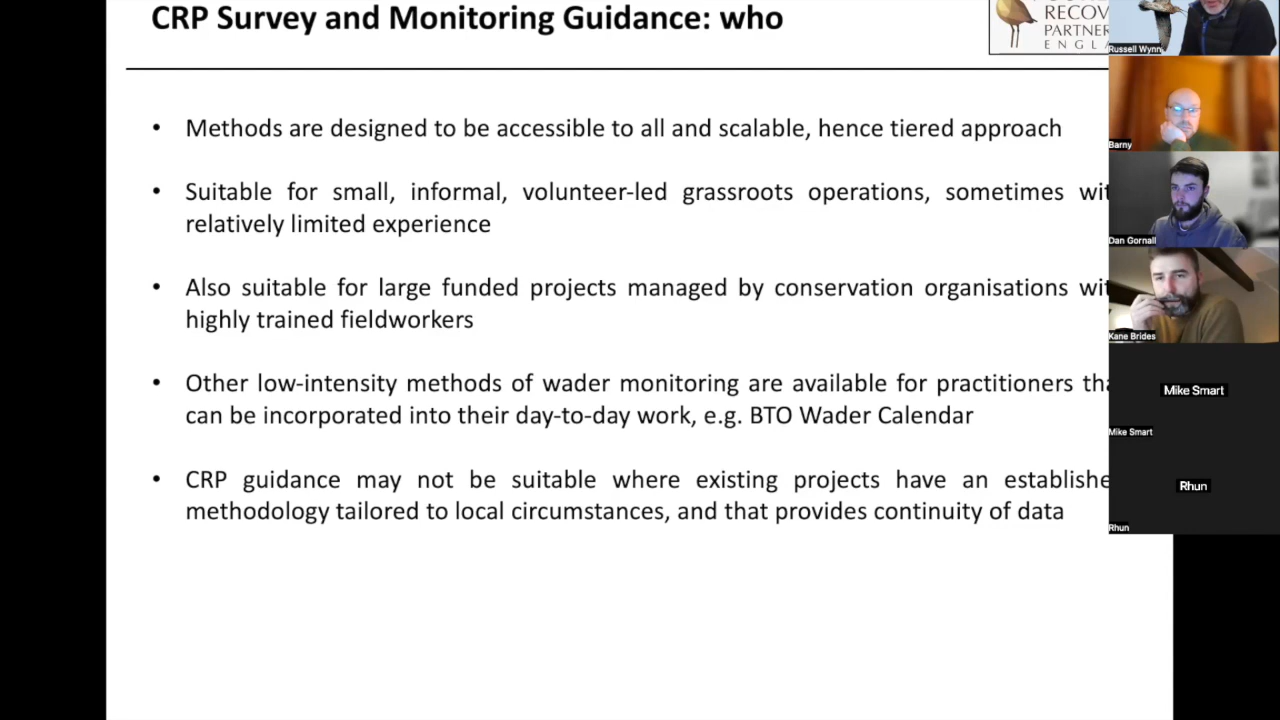 CRP Survey and Monitoring Guidance: who
RECOV
PARTNER
ENGLA
• Methods are designed to be accessible to all and scalable, hence tiered approach
• Suitable for small, informal, volunteer-led grassroots operations, sometimes wit
relatively limited experience
• Also suitable for large funded projects managed by conservation organisations wit
highly trained fieldworkers
• Other low-intensity methods of wader monitoring are available for practitioners tha
can be incorporated into their day-to-day work, e.g. BTO Wader Calendar
• CRP guidance may not be suitable where existing projects have an establishe
methodology tailored to local circumstances, and that provides continuity of data
Russell Wynn
Barny
Dan Gornall
Kane Brides
Mike Smart
Mike Smart
Rhun
Rhun